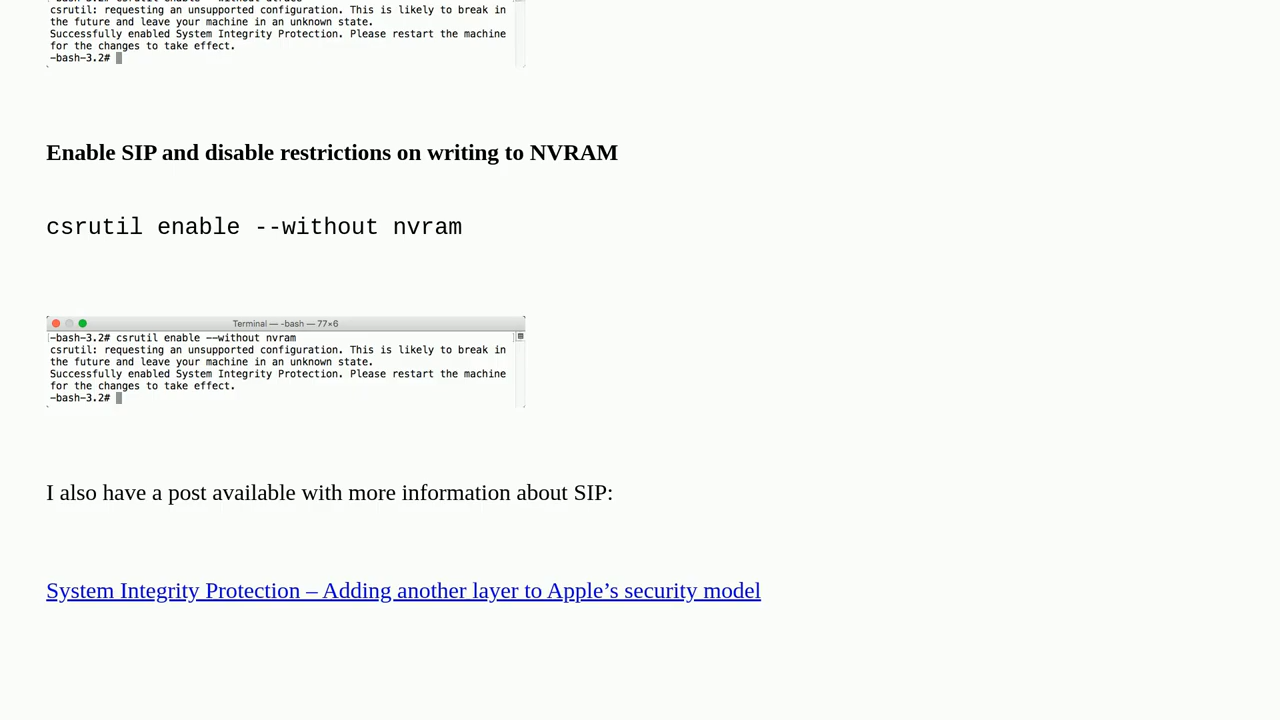 csrutil: requesting an unsupported configuration. This is likely to break in
the future and leave your machine in an unknown state.
Successfully enabled System Integrity Protection. Please restart the machine
for the changes to take effect.
-bash-3.2#
Enable SIP and disable restrictions on writing to NVRAM
csrutil enable --without nvram
Terminal — -bash — 77×6
-bash-3.2# csrutil enable --without nvram
csrutil: requesting an unsupported configuration. This is likely to break in
the future and leave your machine in an unknown state.
Successfully enabled System Integrity Protection. Please restart the machine
for the changes to take effect.
-bash-3.2#
I also have a post available with more information about SIP:
System Integrity Protection – Adding another layer to Apple’s security model